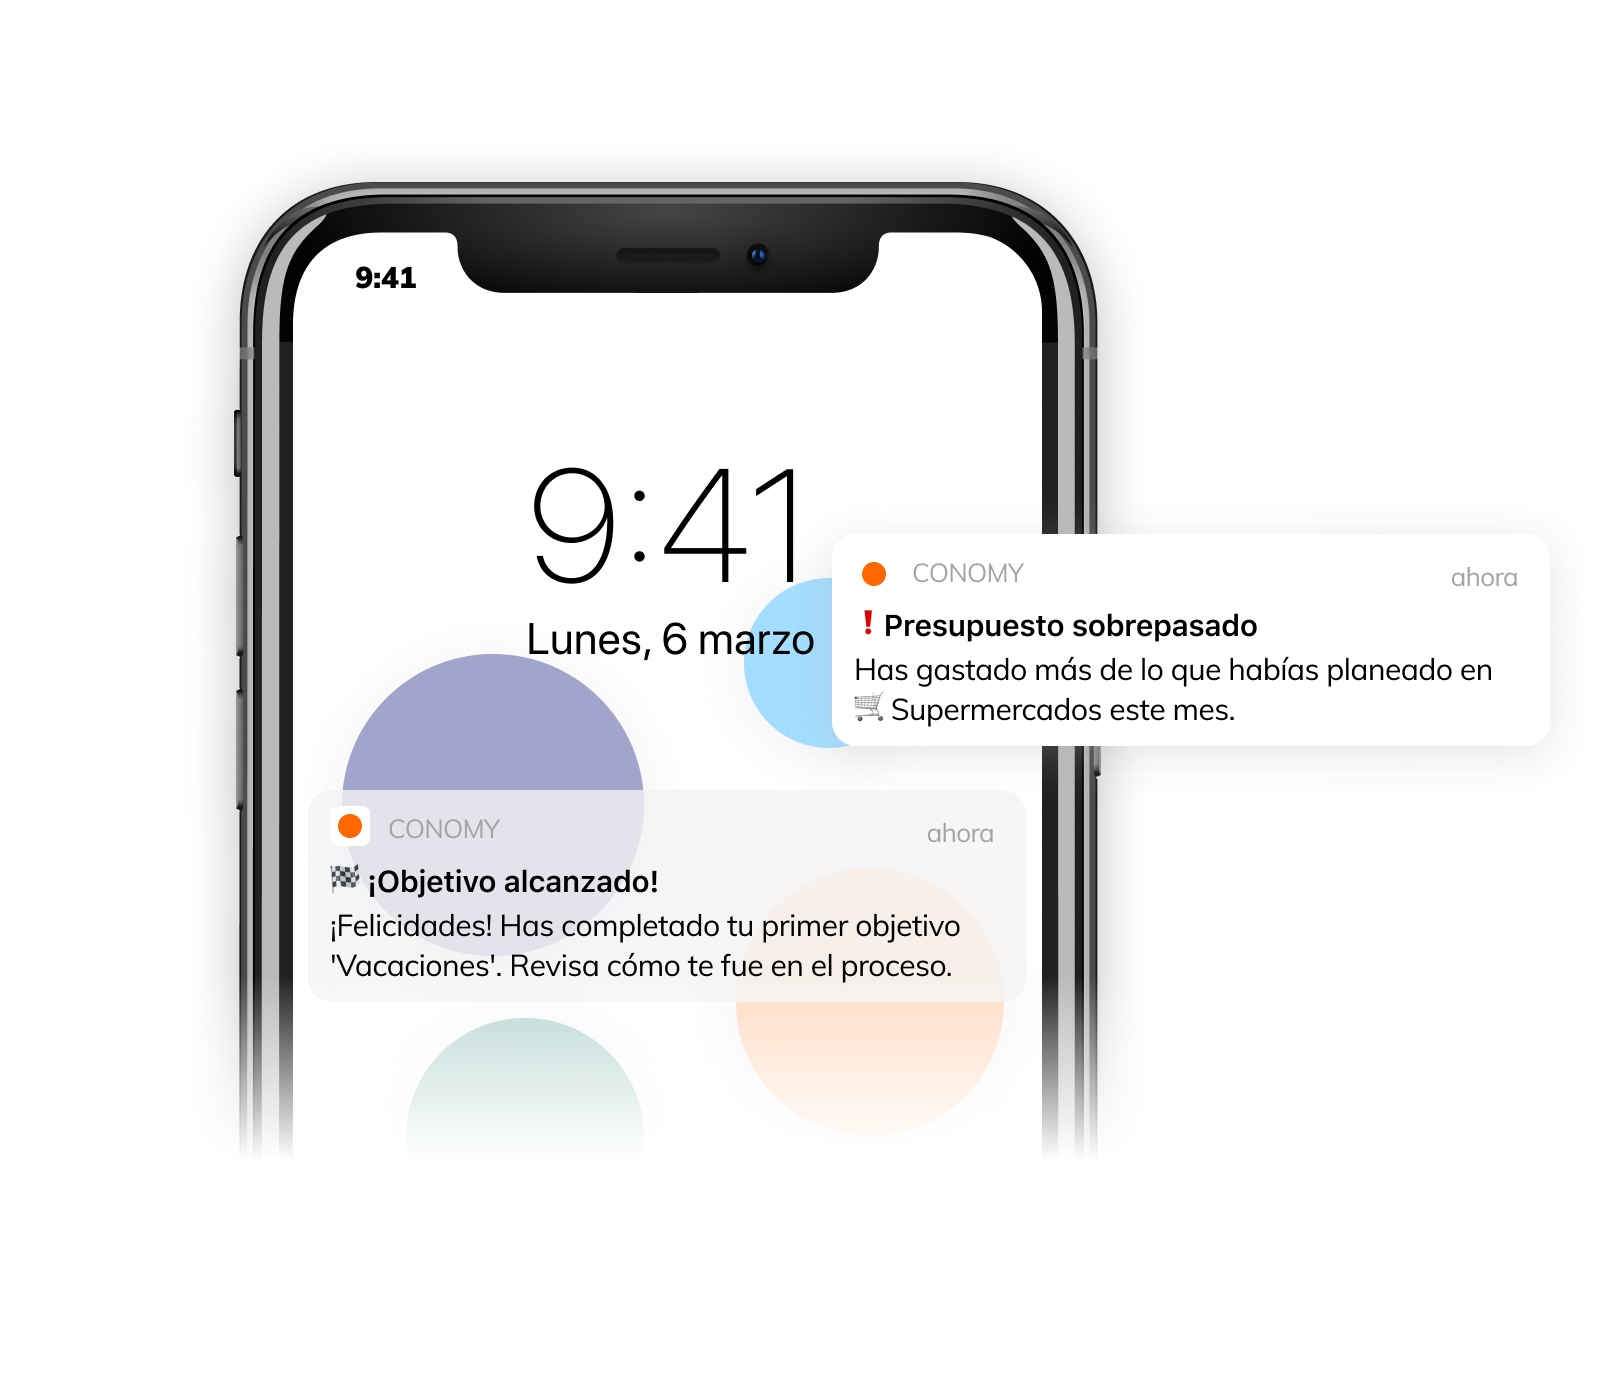 9:41
9:41
Lunes, 6 marzo
CONOMY
ahora
❗ Presupuesto sobrepasado
Has gastado más de lo que habías planeado en
🛒 Supermercados este mes.
CONOMY
ahora
🏁 ¡Objetivo alcanzado!
¡Felicidades! Has completado tu primer objetivo
'Vacaciones'. Revisa cómo te fue en el proceso.